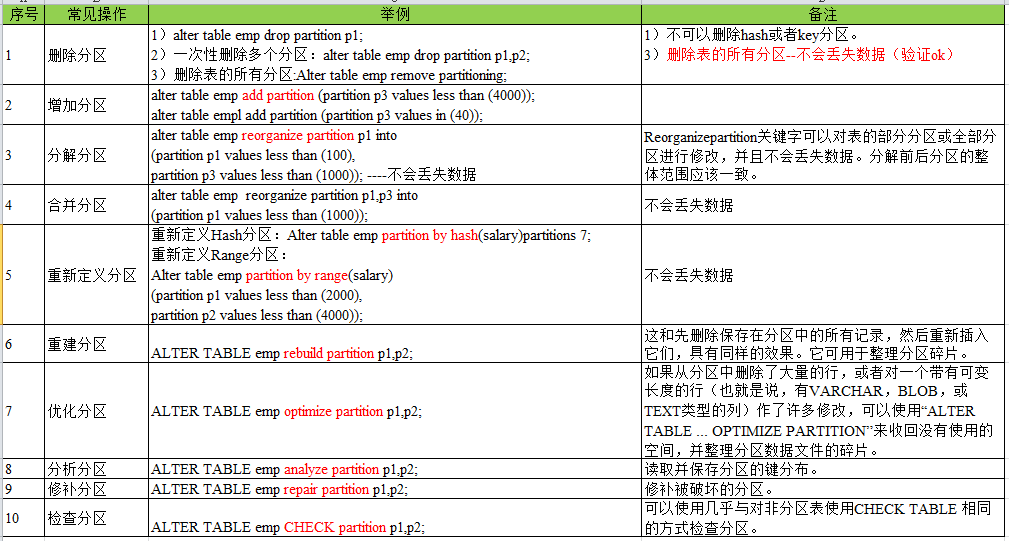 序号 常见操作 举例 备注
1 删除分区
1）alter table emp drop partition p1;
2）一次性删除多个分区：alter table emp drop partition p1,p2;
3）删除表的所有分区:Alter table emp remove partitioning;
1）不可以删除hash或者key分区。
3）删除表的所有分区--不会丢失数据（验证ok）
2 增加分区
alter table emp add partition (partition p3 values less than (4000));
alter table empl add partition (partition p3 values in (40));
3 分解分区
alter table emp reorganize partition p1 into
(partition p1 values less than (100),
partition p3 values less than (1000)); ----不会丢失数据
Reorganizepartition关键字可以对表的部分分区或全部分
区进行修改，并且不会丢失数据。分解前后分区的整
体范围应该一致。
4 合并分区
alter table emp  reorganize partition p1,p3 into
(partition p1 values less than (1000));
不会丢失数据
5 重新定义分区
重新定义Hash分区：Alter table emp partition by hash(salary)partitions 7;
重新定义Range分区：
Alter table emp partition by range(salary)
(partition p1 values less than (2000),
partition p2 values less than (4000));
不会丢失数据
6 重建分区
ALTER TABLE emp rebuild partition p1,p2;
这和先删除保存在分区中的所有记录，然后重新插入
它们，具有同样的效果。它可用于整理分区碎片。
7 优化分区
ALTER TABLE emp optimize partition p1,p2;
如果从分区中删除了大量的行，或者对一个带有可变
长度的行（也就是说，有VARCHAR，BLOB，或
TEXT类型的列）作了许多修改，可以使用“ALTER
TABLE ... OPTIMIZE PARTITION”来收回没有使用的
空间，并整理分区数据文件的碎片。
8 分析分区 ALTER TABLE emp analyze partition p1,p2; 读取并保存分区的键分布。
9 修补分区 ALTER TABLE emp repair partition p1,p2; 修补被破坏的分区。
10 检查分区
ALTER TABLE emp CHECK partition p1,p2;
可以使用几乎与对非分区表使用CHECK TABLE 相同
的方式检查分区。